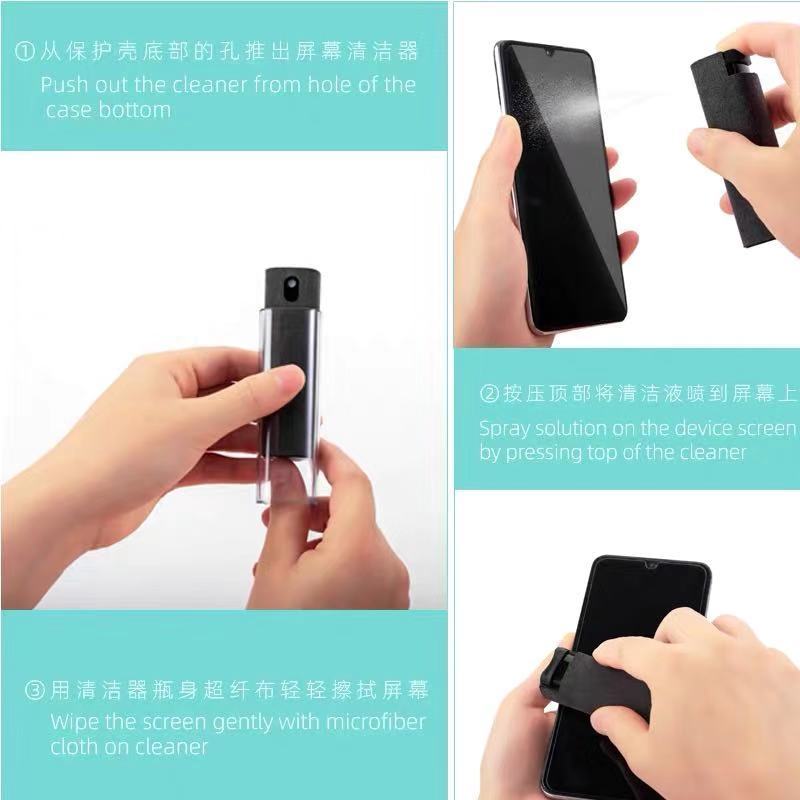 ①从保护壳底部的孔推出屏幕清洁器
Push out the cleaner from hole of the
case bottom
②按压顶部将清洁液喷到屏幕上
Spray solution on the device screen
by pressing top of the cleaner
③用清洁器瓶身超纤布轻轻擦拭屏幕
Wipe the screen gently with microfiber
cloth on cleaner